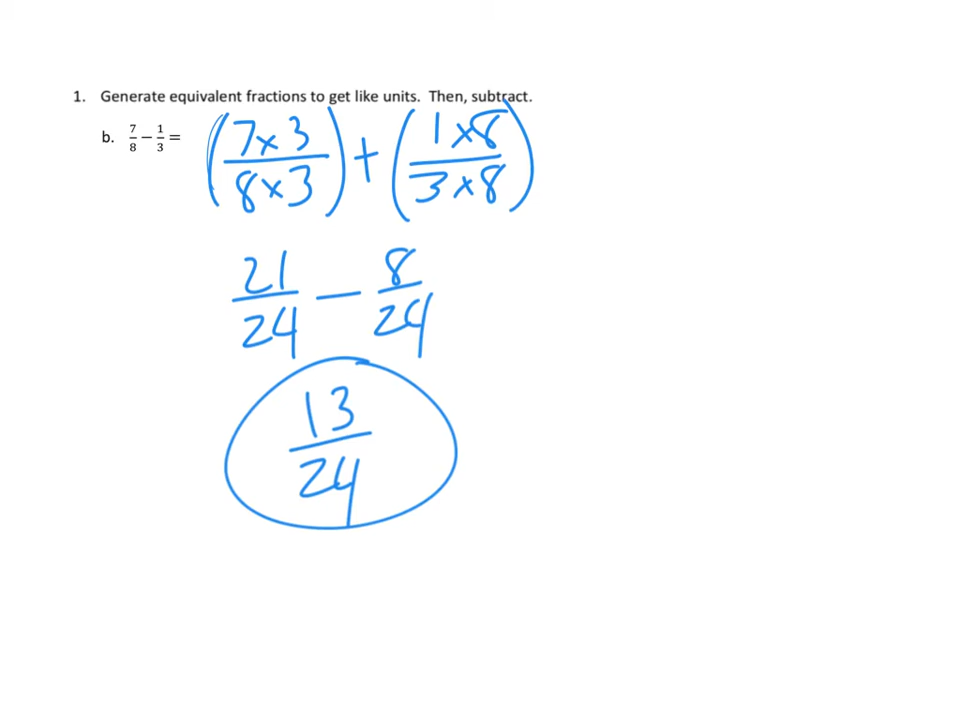 1. Generate equivalent fractions to get like units. Then, subtract.
b. 7/8 − 1/3 = (7×3/8×3) + (1×8/3×8)
21/24 − 8/24
13/24